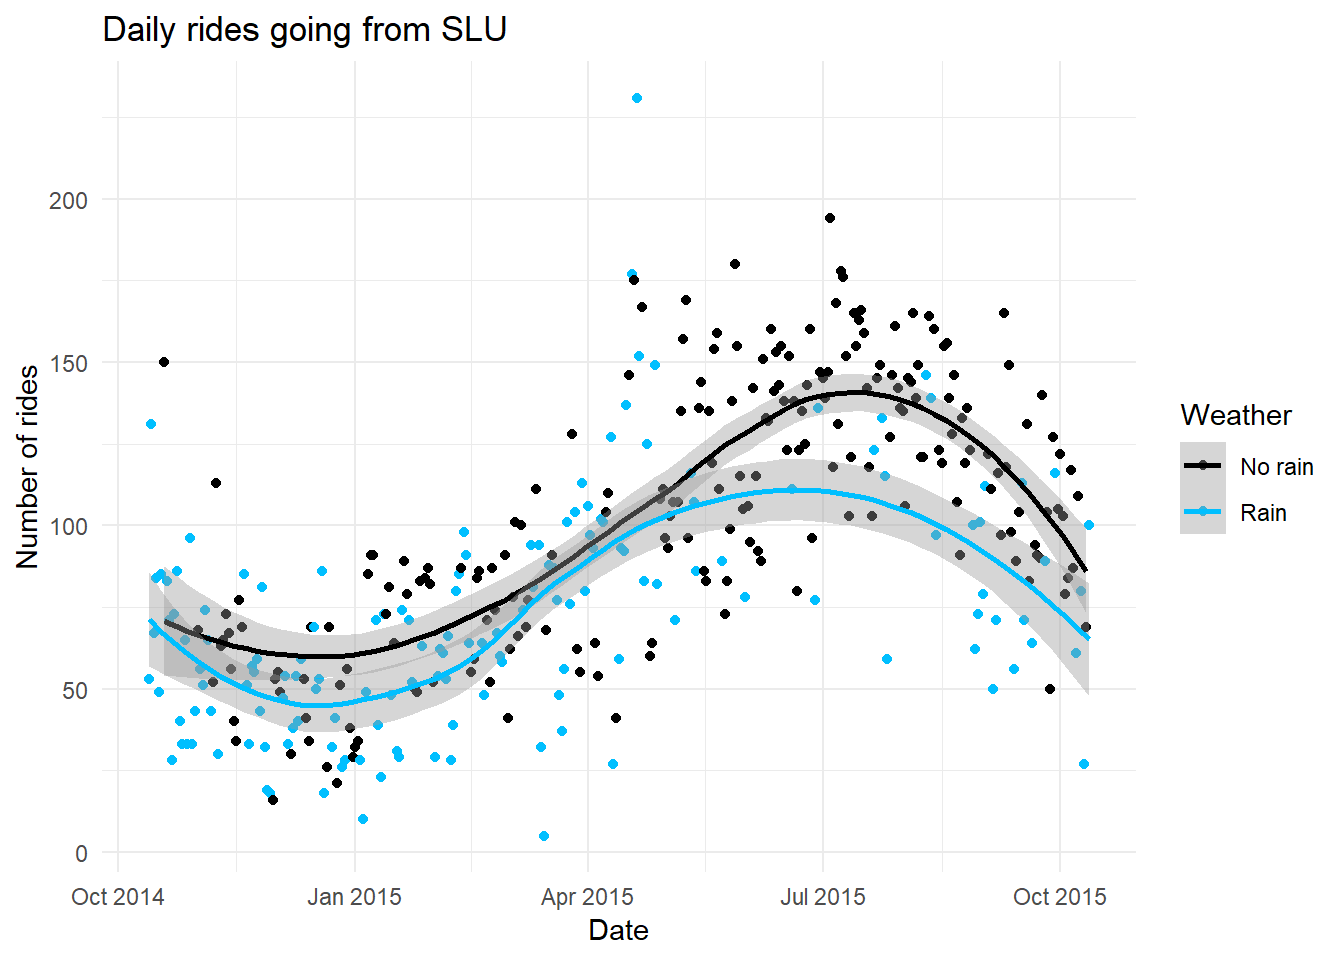 Daily rides going from SLU
Number of rides
200
150
100
50
0
Oct 2014 Jan 2015 Apr 2015 Jul 2015 Oct 2015
Date
Weather
No rain
Rain